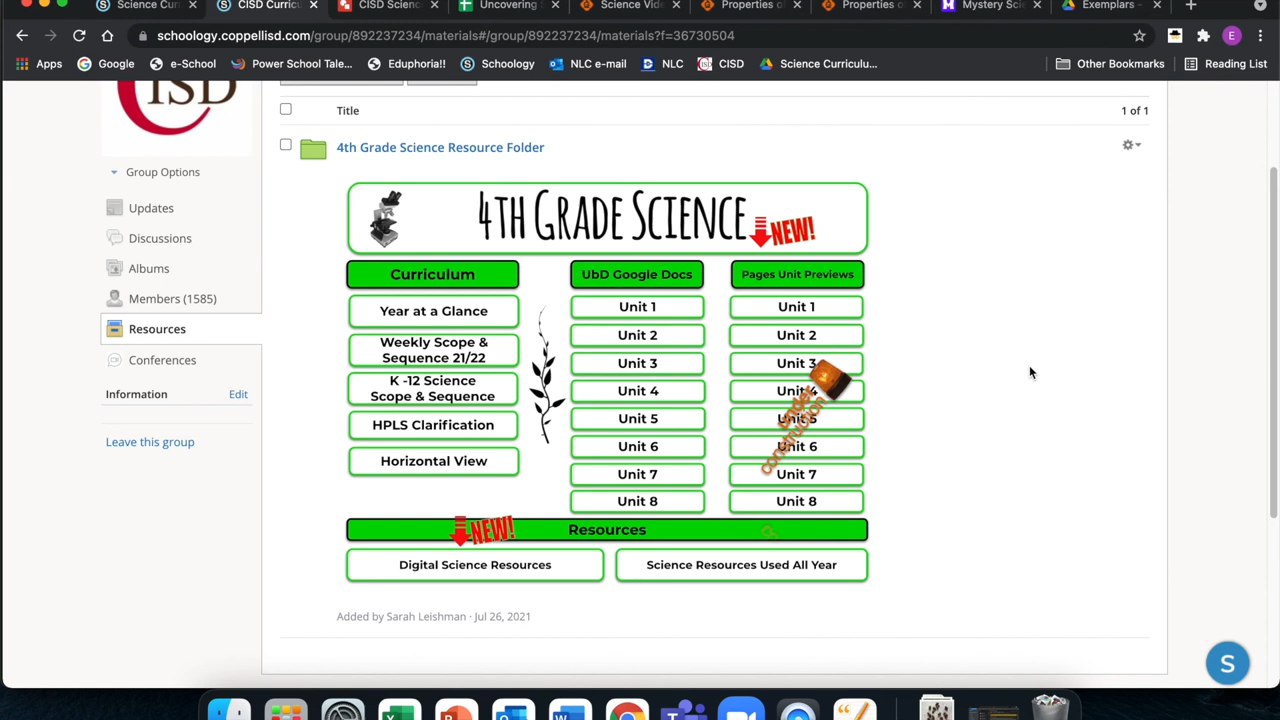 Science Cur
CISD Curricu
CISD Scienc
Uncovering
Science Vid
Properties o
Properties of
Mystery Sci
Exemplars –
schoology.coppellisd.com/group/892237234/materials#/group/892237234/materials?f=36730504
E
Apps
Google
e-School
Power School Tale...
Eduphoria!!
Schoology
NLC e-mail
NLC
CISD
Science Curriculu...
Other Bookmarks
Reading List
CISD
Title
1 of 1
Group Options
4th Grade Science Resource Folder
Updates
Discussions
Albums
Members (1585)
Resources
Conferences
Information
Edit
Leave this group
4TH GRADE SCIENCE
NEW!
Curriculum
UbD Google Docs
Pages Unit Previews
Year at a Glance
Weekly Scope &
Sequence 21/22
K -12 Science
Scope & Sequence
HPLS Clarification
Horizontal View
Unit 1
Unit 2
Unit 3
Unit 4
Unit 5
Unit 6
Unit 7
Unit 8
Unit 1
Unit 2
Unit 3
Unit 4
Unit 5
Unit 6
Unit 7
Unit 8
under
construction
NEW!
Resources
Digital Science Resources
Science Resources Used All Year
Added by Sarah Leishman · Jul 26, 2021
S